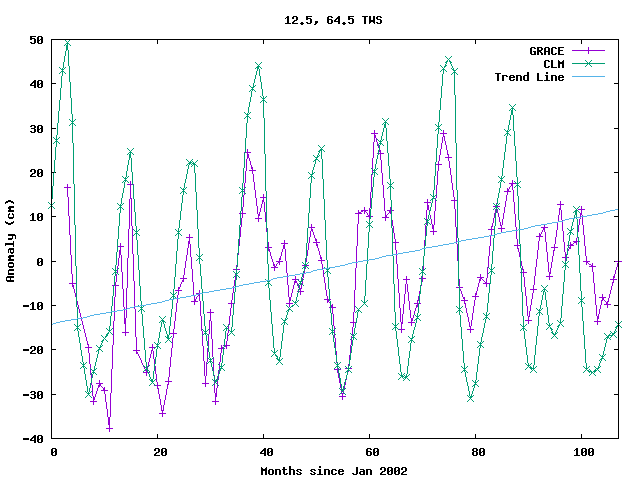 12.5, 64.5 TWS
GRACE
CLM
Trend Line
Anomaly (cm)
50
40
30
20
10
0
-10
-20
-30
-40
0 20 40 60 80 100
Months since Jan 2002